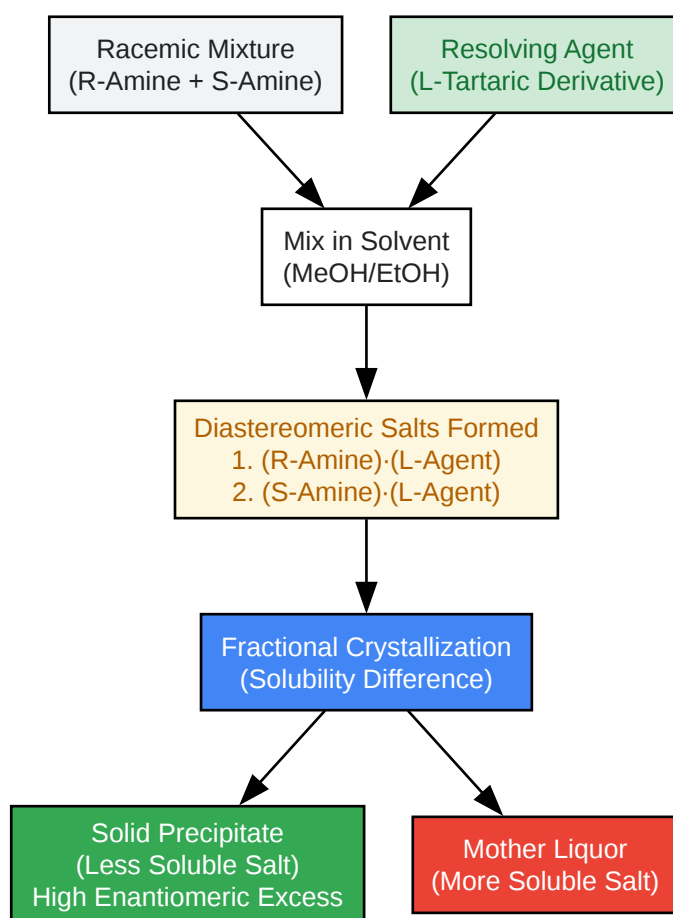 Racemic Mixture
(R-Amine + S-Amine)
Resolving Agent
(L-Tartaric Derivative)
Mix in Solvent
(MeOH/EtOH)
Diastereomeric Salts Formed
1. (R-Amine)·(L-Agent)
2. (S-Amine)·(L-Agent)
Fractional Crystallization
(Solubility Difference)
Solid Precipitate
(Less Soluble Salt)
High Enantiomeric Excess
Mother Liquor
(More Soluble Salt)